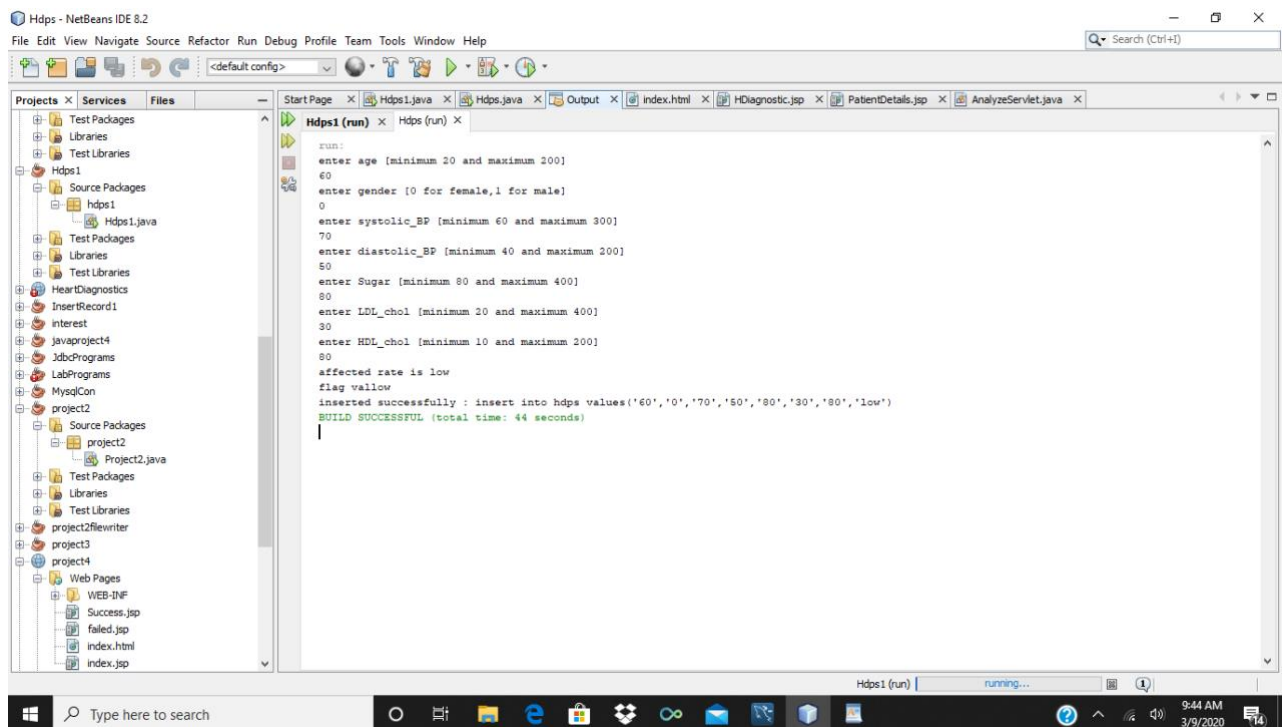 Hdps - NetBeans IDE 8.2
File Edit View Navigate Source Refactor Run Debug Profile Team Tools Window Help
Search (Ctrl+I)
<default config>
Projects Services Files
Start Page Hdps1.java Hdps.java Output index.html HDiagnostic.jsp PatientDetails.jsp AnalyzeServlet.java
Test Packages
Libraries
Test Libraries
Hdps1
Source Packages
hdps1
Hdps1.java
Test Packages
Libraries
Test Libraries
HeartDiagnostics
InsertRecord1
interest
javaproject4
JdbcPrograms
LabPrograms
MysqlCon
project2
Source Packages
project2
Project2.java
Test Packages
Libraries
Test Libraries
project2filewriter
project3
project4
Web Pages
WEB-INF
Success.jsp
failed.jsp
index.html
index.jsp
Hdps1 (run) Hdps (run)
run:
enter age [minimum 20 and maximum 200]
60
enter gender [0 for female,1 for male]
0
enter systolic_BP [minimum 60 and maximum 300]
70
enter diastolic_BP [minimum 40 and maximum 200]
50
enter Sugar [minimum 80 and maximum 400]
80
enter LDL_chol [minimum 20 and maximum 400]
30
enter HDL_chol [minimum 10 and maximum 200]
80
affected rate is low
flag vallow
inserted successfully : insert into hdps values('60','0','70','50','80','30','80','low')
BUILD SUCCESSFUL (total time: 44 seconds)
Hdps1 (run) running...
1
Type here to search
9:44 AM
3/9/2020
14